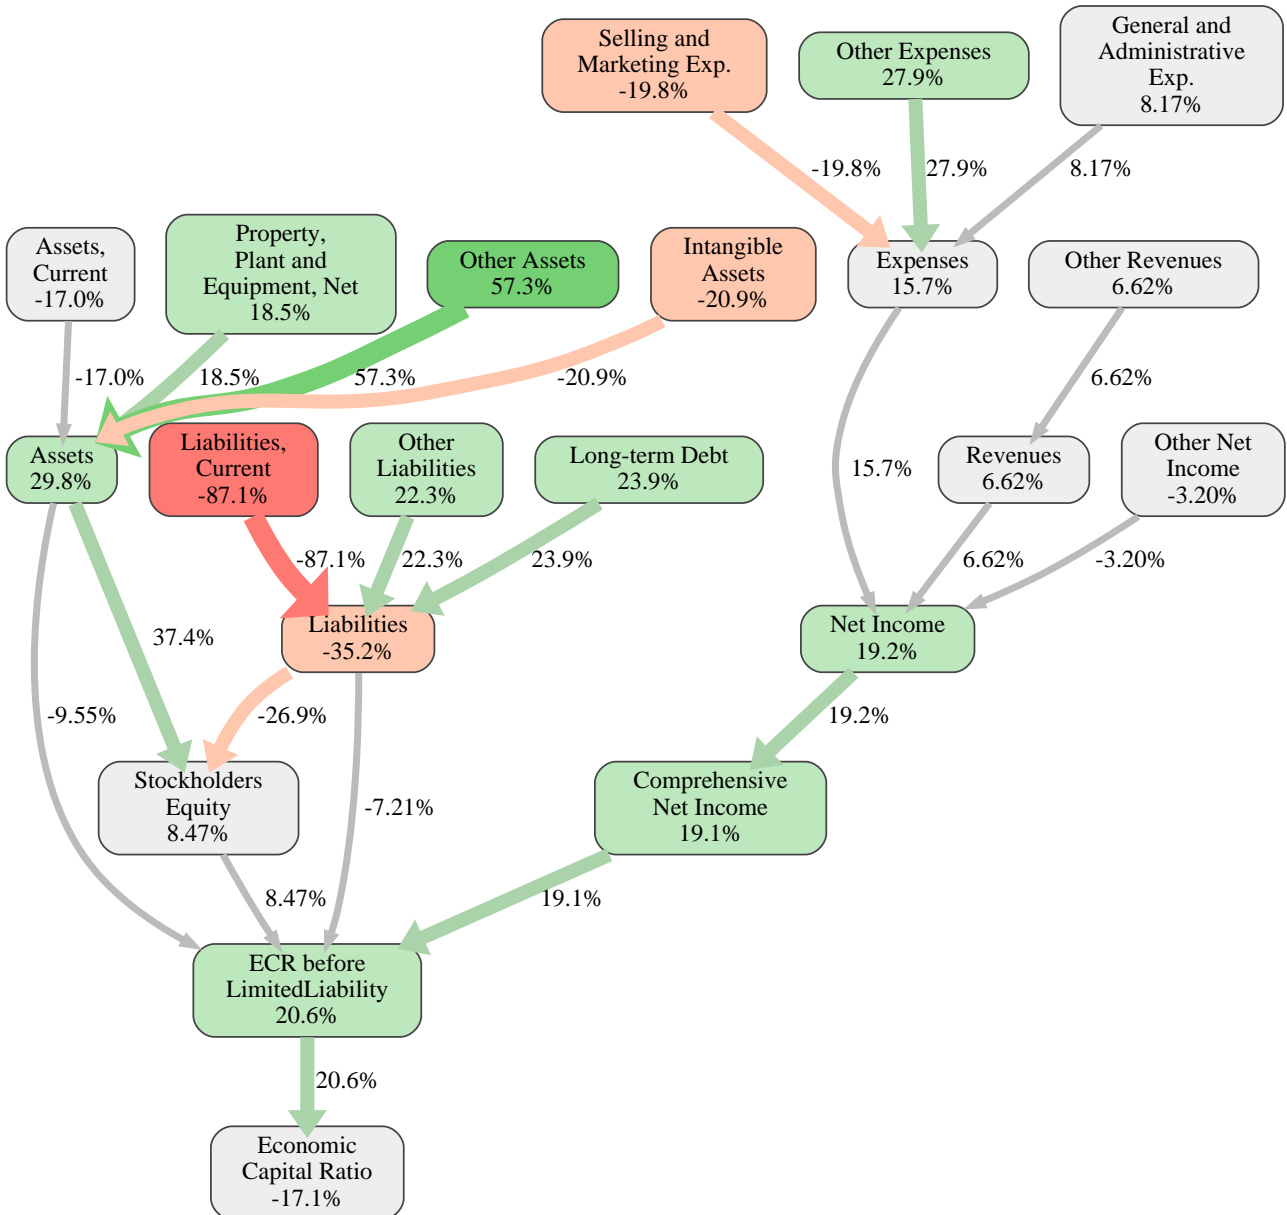 Selling and
Marketing Exp.
-19.8%
Other Expenses
27.9%
General and
Administrative
Exp.
8.17%
-19.8%
27.9%
8.17%
Assets,
Current
-17.0%
Property,
Plant and
Equipment, Net
18.5%
Other Assets
57.3%
Intangible
Assets
-20.9%
Expenses
15.7%
Other Revenues
6.62%
-17.0%
18.5%
57.3%
-20.9%
6.62%
Assets
29.8%
Liabilities,
Current
-87.1%
Other
Liabilities
22.3%
Long-term Debt
23.9%
15.7%
Revenues
6.62%
Other Net
Income
-3.20%
-87.1%
22.3%
23.9%
6.62%
-3.20%
37.4%
Liabilities
-35.2%
Net Income
19.2%
-9.55%
-26.9%
19.2%
Stockholders
Equity
8.47%
-7.21%
Comprehensive
Net Income
19.1%
8.47%
19.1%
ECR before
LimitedLiability
20.6%
20.6%
Economic
Capital Ratio
-17.1%